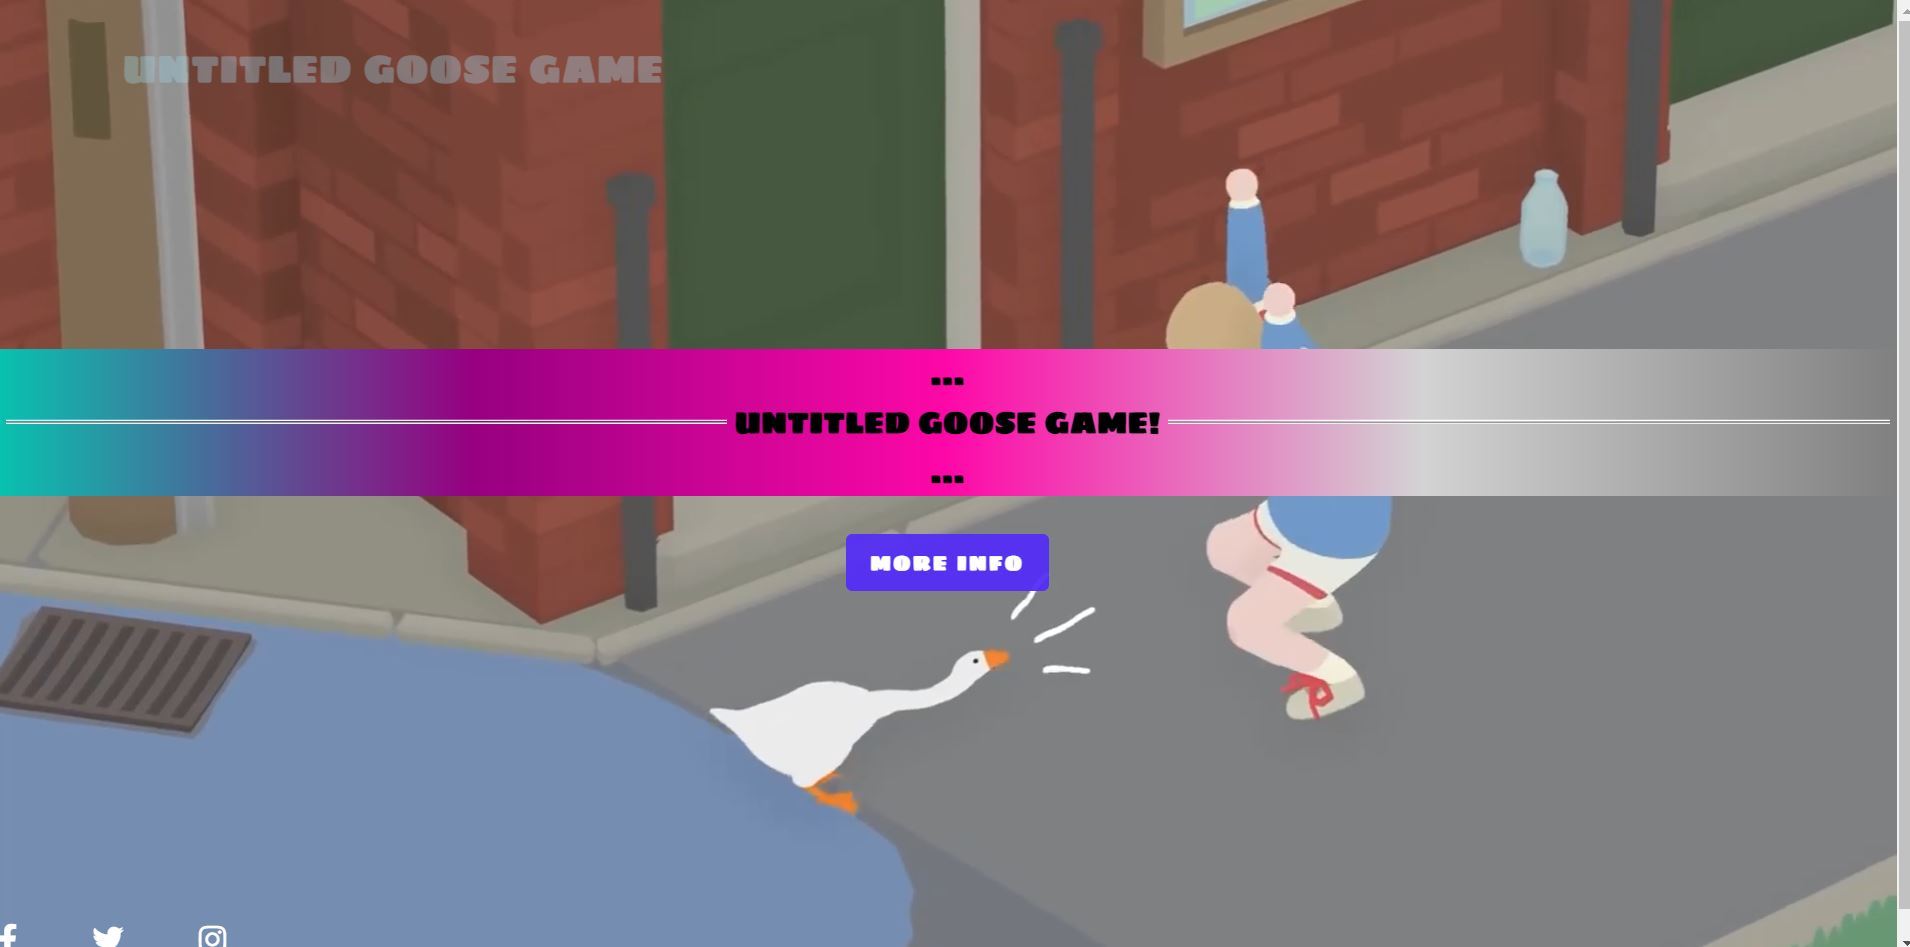 UNTITLED GOOSE GAME
...
UNTITLED GOOSE GAME!
...
MORE INFO